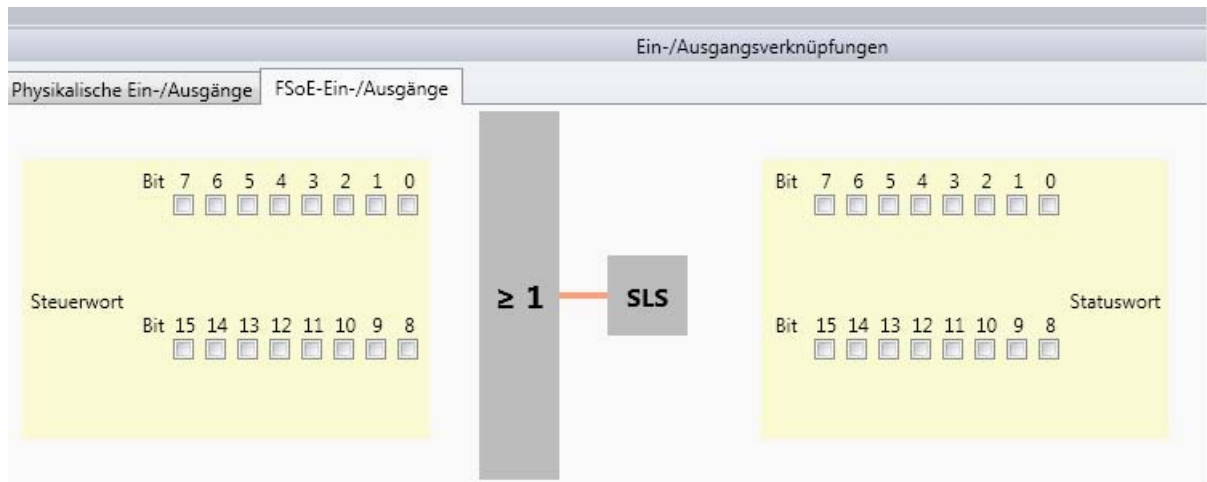 Ein-/Ausgangsverknüpfungen
Physikalische Ein-/Ausgänge FSoE-Ein-/Ausgänge
Bit 7 6 5 4 3 2 1 0
Steuerwort
Bit 15 14 13 12 11 10 9 8
≥ 1
SLS
Bit 7 6 5 4 3 2 1 0
Statuswort
Bit 15 14 13 12 11 10 9 8